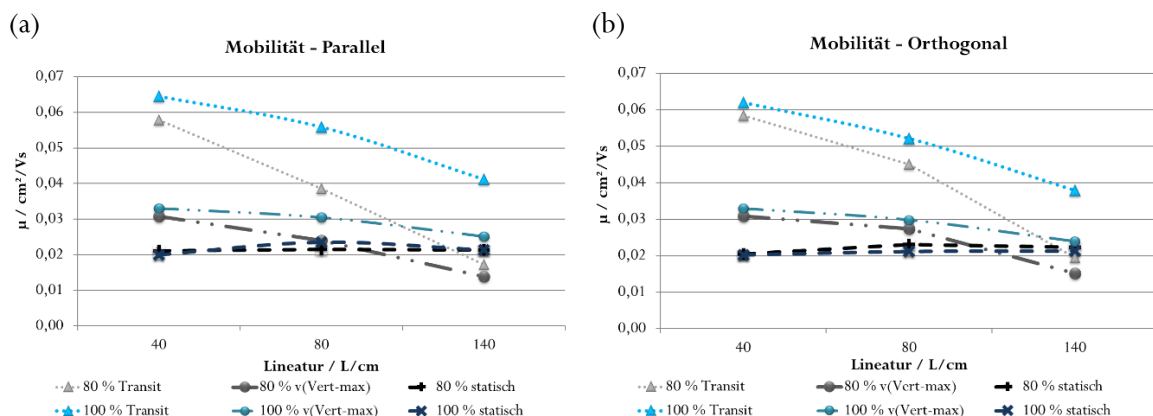 (a)
Mobilität - Parallel
0,07
0,06
0,05
0,04
0,03
0,02
0,01
0,00
µ / cm²/Vs
40 80 140
Lineatur / L/cm
80 % Transit 80 % v(Vert-max) 80 % statisch
100 % Transit 100 % v(Vert-max) 100 % statisch
(b)
Mobilität - Orthogonal
0,07
0,06
0,05
0,04
0,03
0,02
0,01
0,00
µ / cm²/Vs
40 80 140
Lineatur / L/cm
80 % Transit 80 % v(Vert-max) 80 % statisch
100 % Transit 100 % v(Vert-max) 100 % statisch